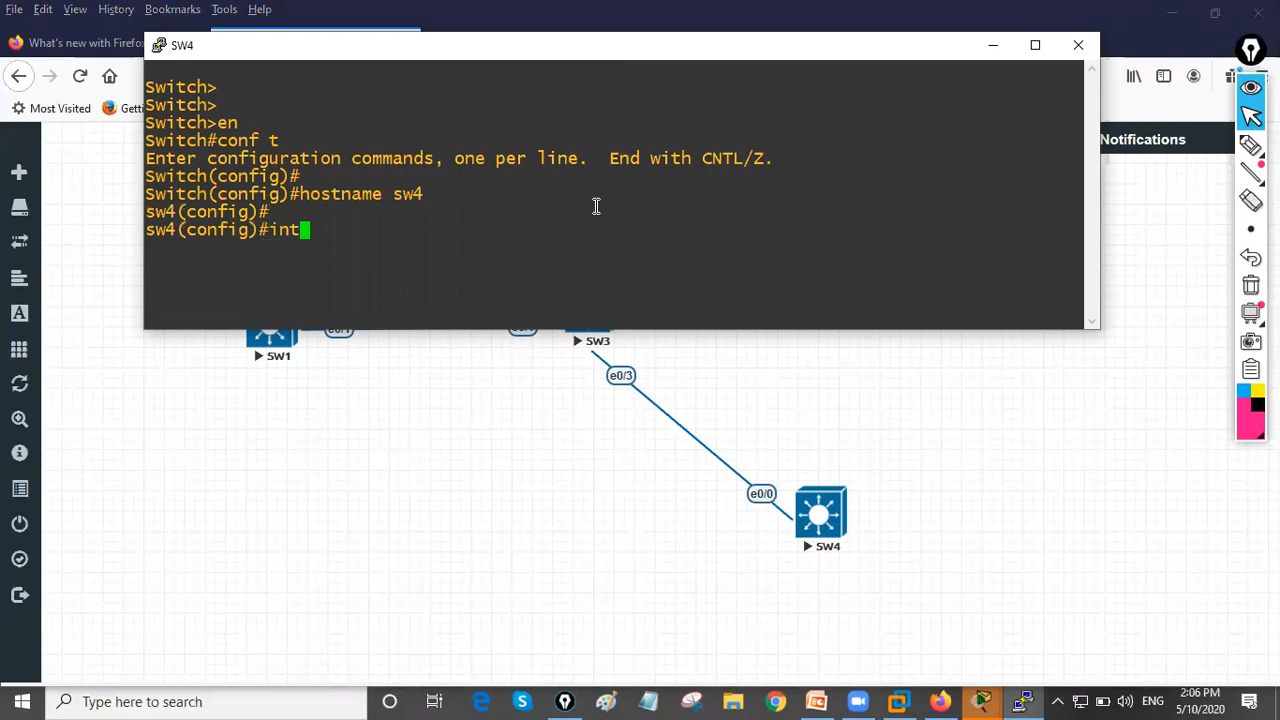 File Edit View History Bookmarks Tools Help
What's new with Firefo
SW4
Most Visited
Gettin
Switch>
Switch>
Switch>en
Switch#conf t
Enter configuration commands, one per line.  End with CNTL/Z.
Switch(config)#
Switch(config)#hostname sw4
sw4(config)#
sw4(config)#int
Notifications
e0/1
SW1
SW3
e0/3
e0/0
SW4
Type here to search
ENG
2:06 PM
5/10/2020